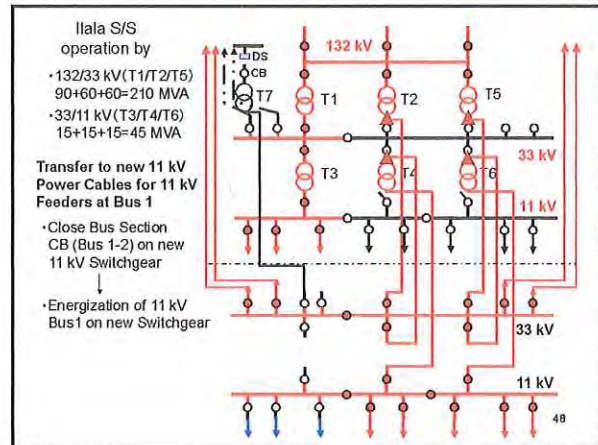 Ilala S/S
operation by
•132/33 kV(T1/T2/T5)
90+60+60=210 MVA
•33/11 kV (T3/T4/T6)
15+15+15=45 MVA
Transfer to new 11 kV
Power Cables for 11 kV
Feeders at Bus 1
•Close Bus Section
CB (Bus 1-2) on new
11 kV Switchgear
•Energization of 11 kV
Bus1 on new Switchgear
DS
CB
T7
132 kV
T1
T2
T5
33 kV
T3
T4
T6
11 kV
33 kV
11 kV
48